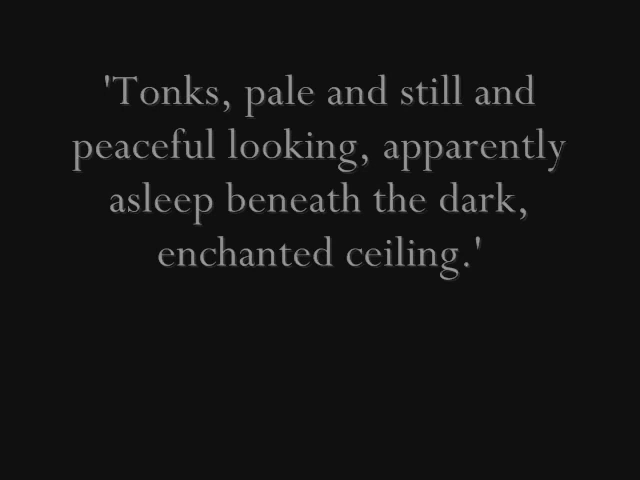 'Tonks, pale and still and
peaceful looking, apparently
asleep beneath the dark,
enchanted ceiling.'